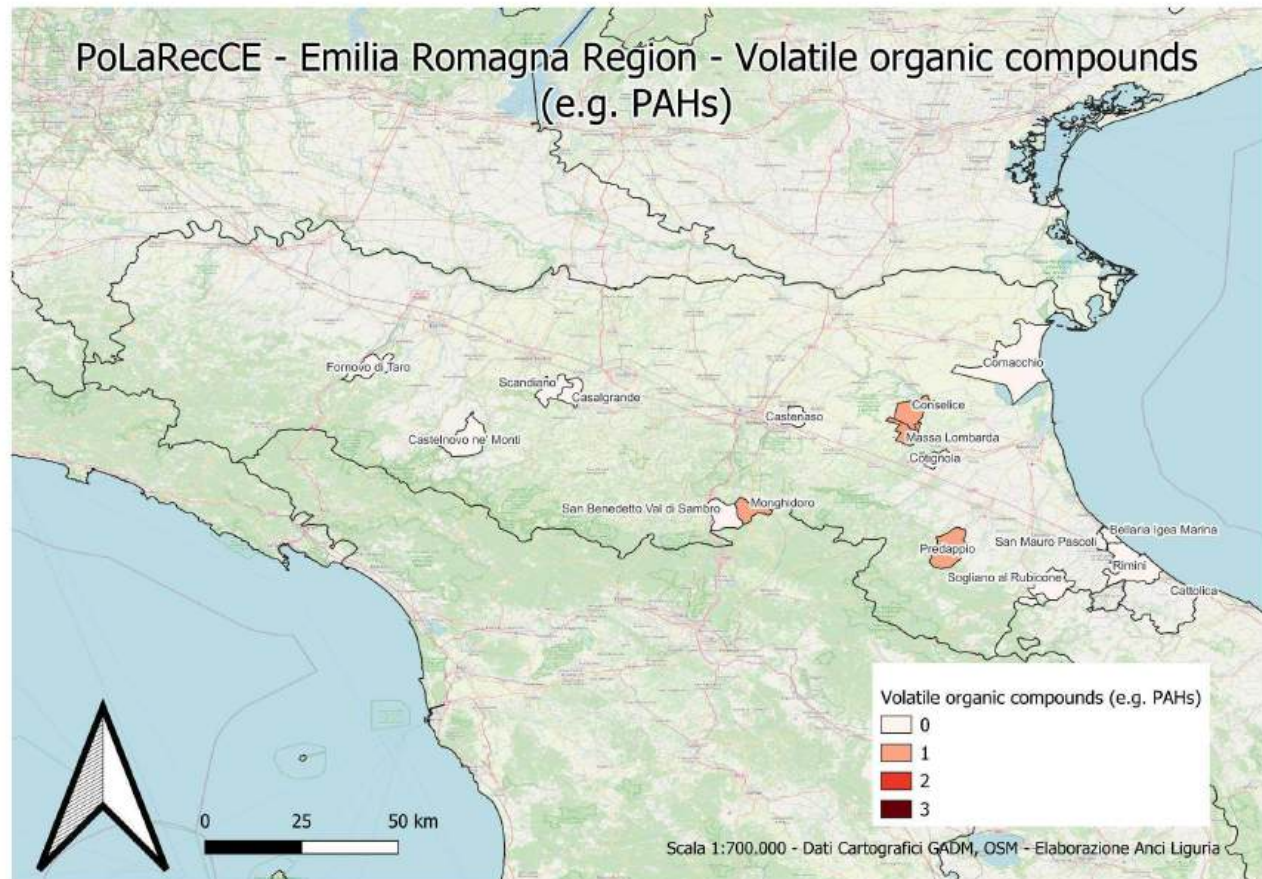 PoLaRecCE - Emilia Romagna Region - Volatile organic compounds
(e.g. PAHs)
Comacchio
Fornovo di Taro
Scandiano
Casalgrande
Conselice
Castenaso
Castelnovo ne' Monti
Massa Lombarda
Cotignola
San Benedetto Val di Sambro
Monghidoro
Bellaria Igea Marina
San Mauro Pascoli
Predappio
Rimini
Sogliano al Rubicone
Cattolica
Volatile organic compounds (e.g. PAHs)
0
1
2
3
0 25 50 km
Scala 1:700.000 - Dati Cartografici GADM, OSM - Elaborazione Anci Liguria